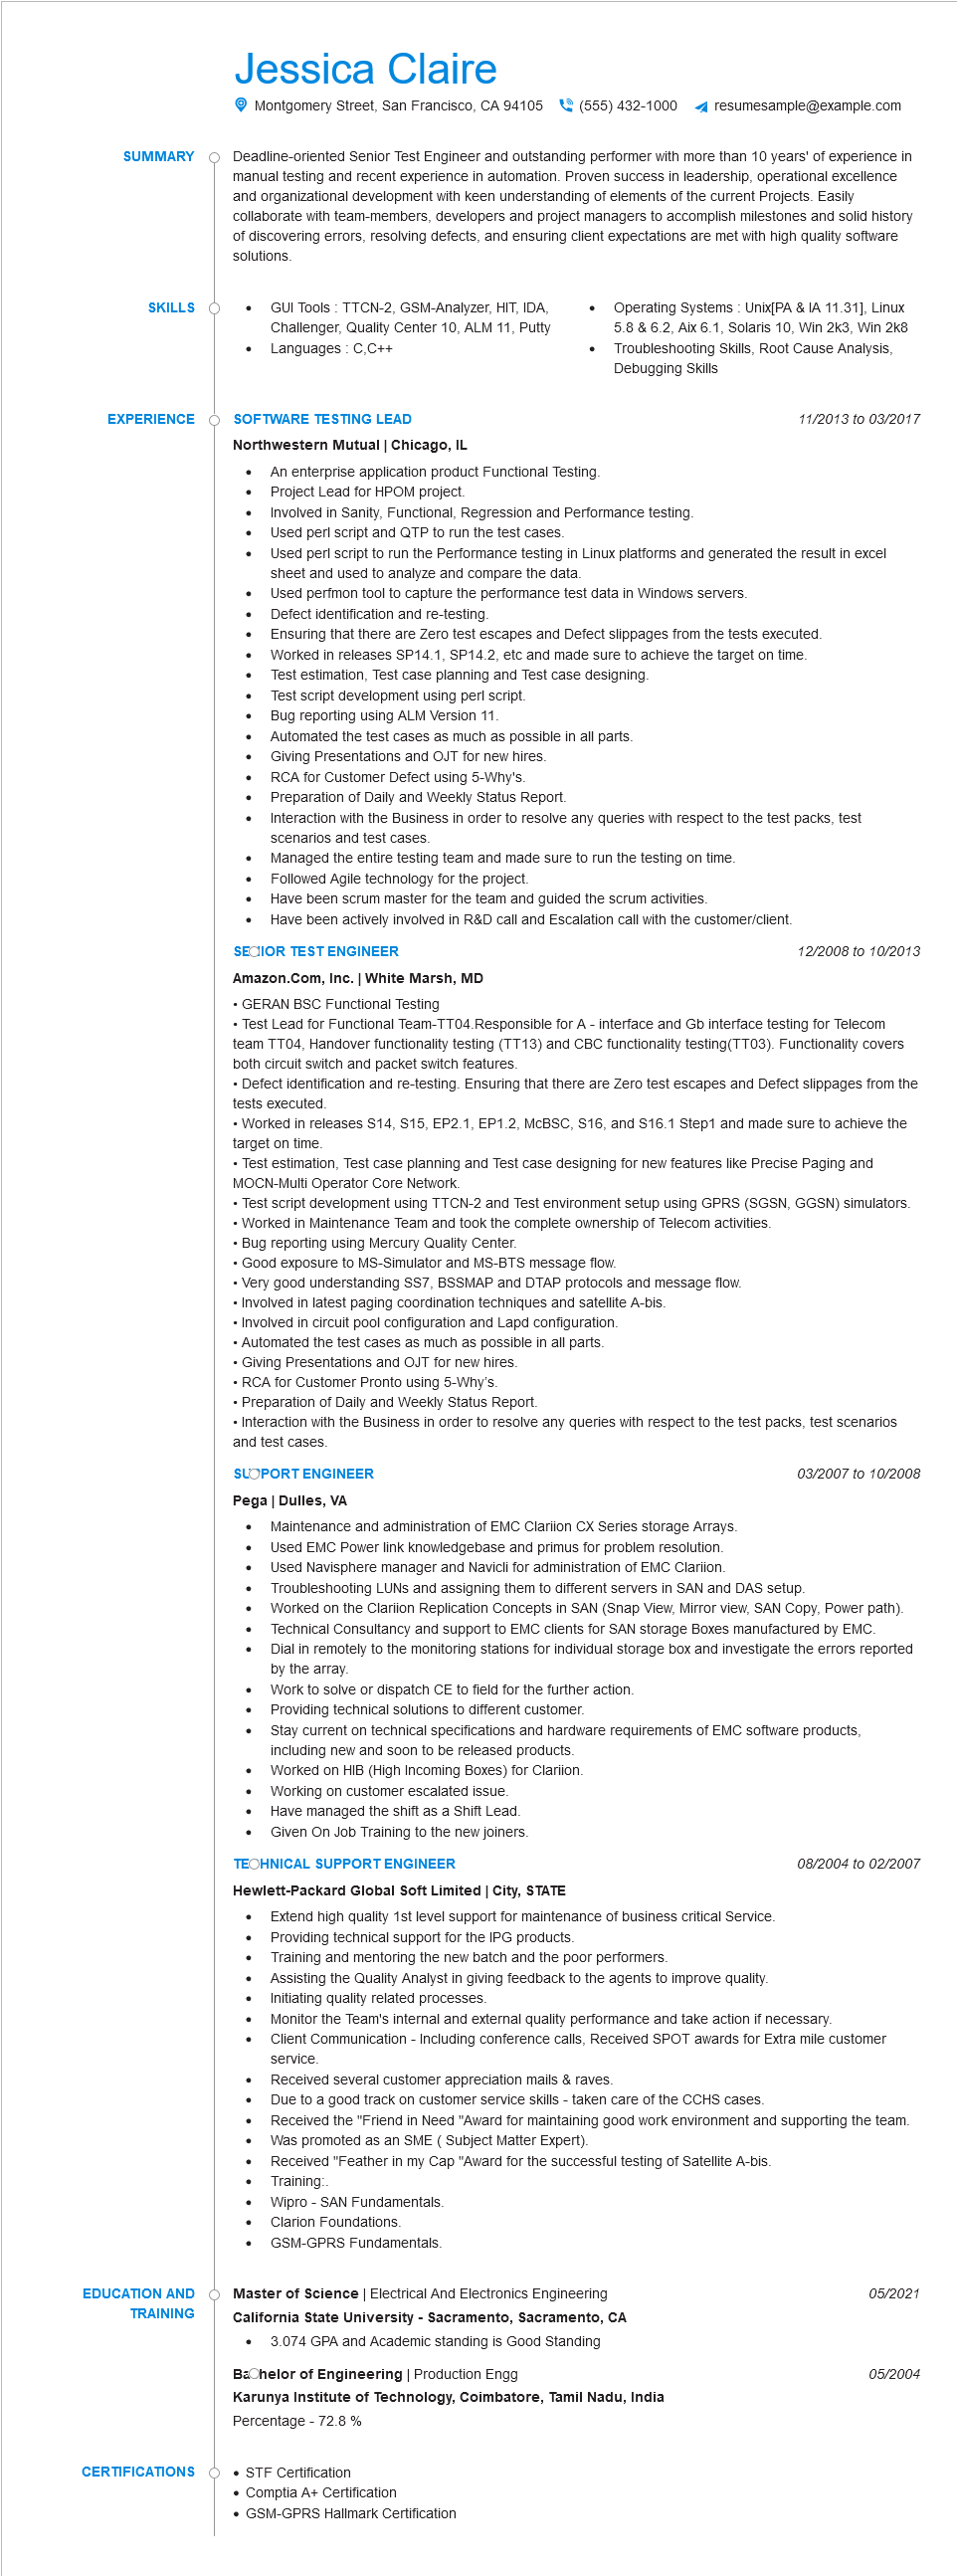 Jessica Claire
Montgomery Street, San Francisco, CA 94105 (555) 432-1000 resumesample@example.com
SUMMARY
Deadline-oriented Senior Test Engineer and outstanding performer with more than 10 years' of experience in
manual testing and recent experience in automation. Proven success in leadership, operational excellence
and organizational development with keen understanding of elements of the current Projects. Easily
collaborate with team-members, developers and project managers to accomplish milestones and solid history
of discovering errors, resolving defects, and ensuring client expectations are met with high quality software
solutions.
SKILLS
• GUI Tools : TTCN-2, GSM-Analyzer, HIT, IDA,
Challenger, Quality Center 10, ALM 11, Putty
• Languages : C,C++
• Operating Systems : Unix[PA & IA 11.31], Linux
5.8 & 6.2, Aix 6.1, Solaris 10, Win 2k3, Win 2k8
• Troubleshooting Skills, Root Cause Analysis,
Debugging Skills
EXPERIENCE
SOFTWARE TESTING LEAD 11/2013 to 03/2017
Northwestern Mutual | Chicago, IL
• An enterprise application product Functional Testing.
• Project Lead for HPOM project.
• Involved in Sanity, Functional, Regression and Performance testing.
• Used perl script and QTP to run the test cases.
• Used perl script to run the Performance testing in Linux platforms and generated the result in excel
sheet and used to analyze and compare the data.
• Used perfmon tool to capture the performance test data in Windows servers.
• Defect identification and re-testing.
• Ensuring that there are Zero test escapes and Defect slippages from the tests executed.
• Worked in releases SP14.1, SP14.2, etc and made sure to achieve the target on time.
• Test estimation, Test case planning and Test case designing.
• Test script development using perl script.
• Bug reporting using ALM Version 11.
• Automated the test cases as much as possible in all parts.
• Giving Presentations and OJT for new hires.
• RCA for Customer Defect using 5-Why's.
• Preparation of Daily and Weekly Status Report.
• Interaction with the Business in order to resolve any queries with respect to the test packs, test
scenarios and test cases.
• Managed the entire testing team and made sure to run the testing on time.
• Followed Agile technology for the project.
• Have been scrum master for the team and guided the scrum activities.
• Have been actively involved in R&D call and Escalation call with the customer/client.
SENIOR TEST ENGINEER 12/2008 to 10/2013
Amazon.Com, Inc. | White Marsh, MD
• GERAN BSC Functional Testing
• Test Lead for Functional Team-TT04.Responsible for A - interface and Gb interface testing for Telecom
team TT04, Handover functionality testing (TT13) and CBC functionality testing(TT03). Functionality covers
both circuit switch and packet switch features.
• Defect identification and re-testing. Ensuring that there are Zero test escapes and Defect slippages from the
tests executed.
• Worked in releases S14, S15, EP2.1, EP1.2, McBSC, S16, and S16.1 Step1 and made sure to achieve the
target on time.
• Test estimation, Test case planning and Test case designing for new features like Precise Paging and
MOCN-Multi Operator Core Network.
• Test script development using TTCN-2 and Test environment setup using GPRS (SGSN, GGSN) simulators.
• Worked in Maintenance Team and took the complete ownership of Telecom activities.
• Bug reporting using Mercury Quality Center.
• Good exposure to MS-Simulator and MS-BTS message flow.
• Very good understanding SS7, BSSMAP and DTAP protocols and message flow.
• Involved in latest paging coordination techniques and satellite A-bis.
• Involved in circuit pool configuration and Lapd configuration.
• Automated the test cases as much as possible in all parts.
• Giving Presentations and OJT for new hires.
• RCA for Customer Pronto using 5-Why’s.
• Preparation of Daily and Weekly Status Report.
• Interaction with the Business in order to resolve any queries with respect to the test packs, test scenarios
and test cases.
SUPPORT ENGINEER 03/2007 to 10/2008
Pega | Dulles, VA
• Maintenance and administration of EMC Clariion CX Series storage Arrays.
• Used EMC Power link knowledgebase and primus for problem resolution.
• Used Navisphere manager and Navicli for administration of EMC Clariion.
• Troubleshooting LUNs and assigning them to different servers in SAN and DAS setup.
• Worked on the Clariion Replication Concepts in SAN (Snap View, Mirror view, SAN Copy, Power path).
• Technical Consultancy and support to EMC clients for SAN storage Boxes manufactured by EMC.
• Dial in remotely to the monitoring stations for individual storage box and investigate the errors reported
by the array.
• Work to solve or dispatch CE to field for the further action.
• Providing technical solutions to different customer.
• Stay current on technical specifications and hardware requirements of EMC software products,
including new and soon to be released products.
• Worked on HIB (High Incoming Boxes) for Clariion.
• Working on customer escalated issue.
• Have managed the shift as a Shift Lead.
• Given On Job Training to the new joiners.
TECHNICAL SUPPORT ENGINEER 08/2004 to 02/2007
Hewlett-Packard Global Soft Limited | City, STATE
• Extend high quality 1st level support for maintenance of business critical Service.
• Providing technical support for the IPG products.
• Training and mentoring the new batch and the poor performers.
• Assisting the Quality Analyst in giving feedback to the agents to improve quality.
• Initiating quality related processes.
• Monitor the Team's internal and external quality performance and take action if necessary.
• Client Communication - Including conference calls, Received SPOT awards for Extra mile customer
service.
• Received several customer appreciation mails & raves.
• Due to a good track on customer service skills - taken care of the CCHS cases.
• Received the "Friend in Need "Award for maintaining good work environment and supporting the team.
• Was promoted as an SME ( Subject Matter Expert).
• Received "Feather in my Cap "Award for the successful testing of Satellite A-bis.
• Training:.
• Wipro - SAN Fundamentals.
• Clarion Foundations.
• GSM-GPRS Fundamentals.
EDUCATION AND
TRAINING
Master of Science | Electrical And Electronics Engineering 05/2021
California State University - Sacramento, Sacramento, CA
• 3.074 GPA and Academic standing is Good Standing
Bachelor of Engineering | Production Engg 05/2004
Karunya Institute of Technology, Coimbatore, Tamil Nadu, India
Percentage - 72.8 %
CERTIFICATIONS
• STF Certification
• Comptia A+ Certification
• GSM-GPRS Hallmark Certification